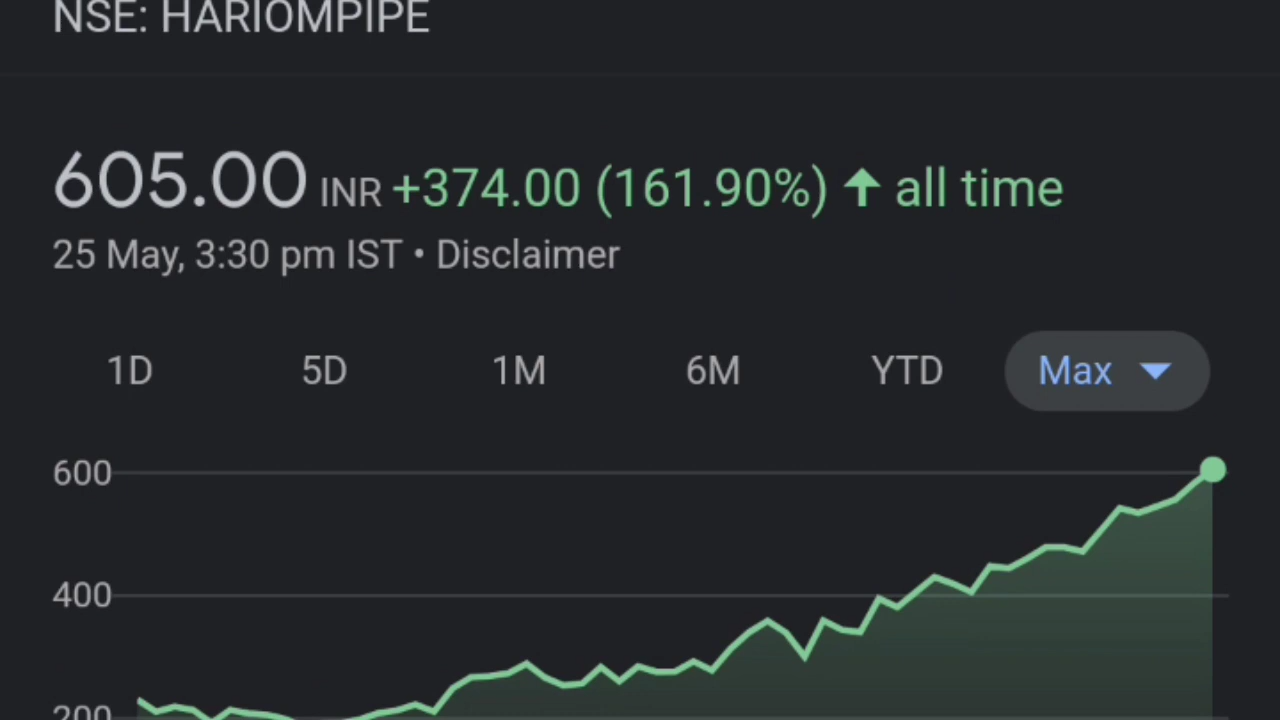 NSE: HARIOMPIPE
605.00 INR +374.00 (161.90%) ↑ all time
25 May, 3:30 pm IST • Disclaimer
1D 5D 1M 6M YTD Max
600
400
200